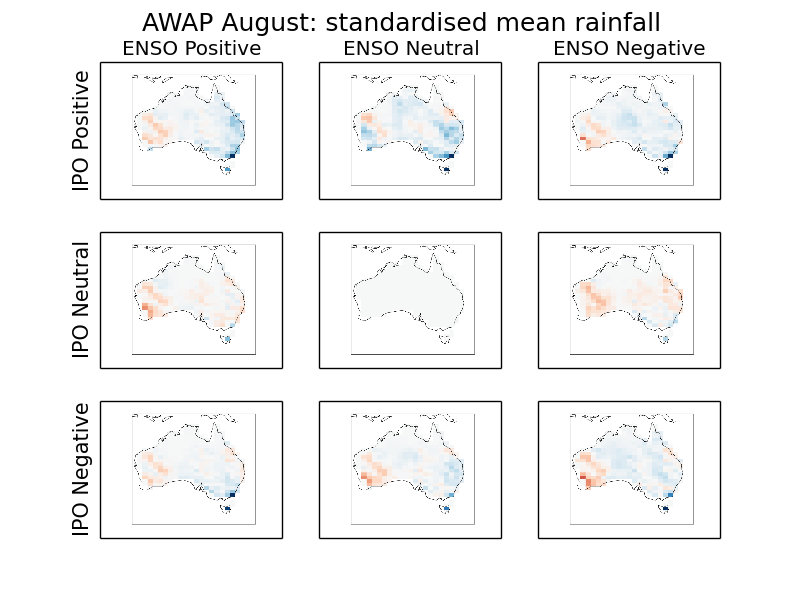 AWAP August: standardised mean rainfall
ENSO Positive
ENSO Neutral
ENSO Negative
IPO Positive
IPO Neutral
IPO Negative